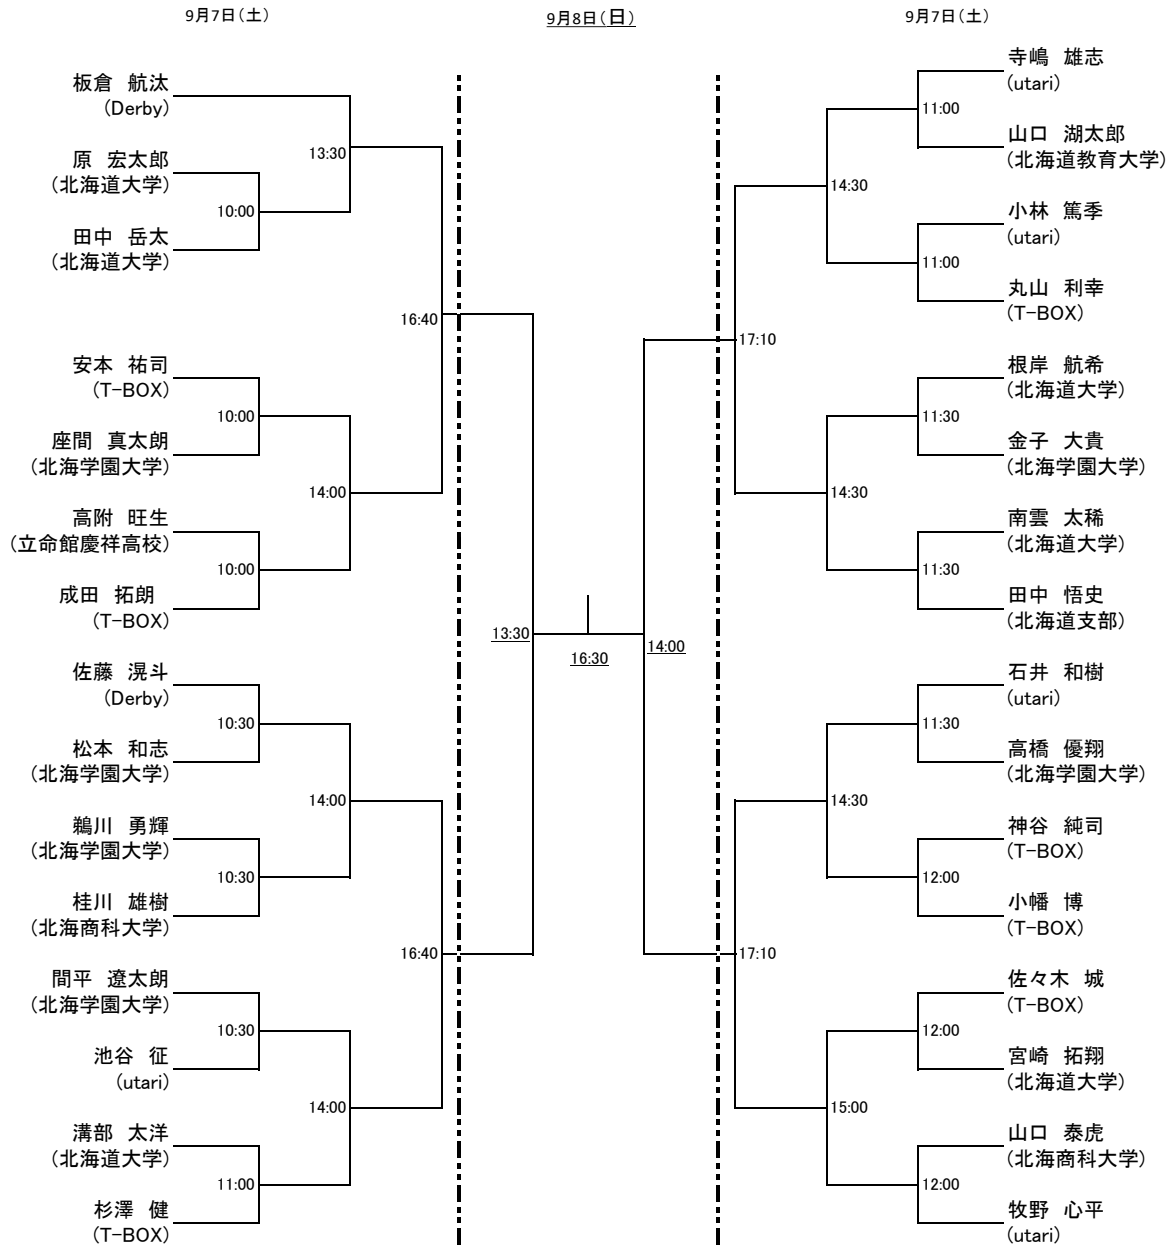 9月7日(土)
9月8日(日)
9月7日(土)
板倉 航汰
(Derby)
13:30
原 宏太郎
(北海道大学)
10:00
田中 岳太
(北海道大学)
16:40
安本 祐司
(T-BOX)
10:00
座間 真太朗
(北海学園大学)
14:00
高附 旺生
(立命館慶祥高校)
10:00
成田 拓朗
(T-BOX)
佐藤 滉斗
(Derby)
10:30
松本 和志
(北海学園大学)
14:00
鵜川 勇輝
(北海学園大学)
10:30
桂川 雄樹
(北海商科大学)
16:40
間平 遼太朗
(北海学園大学)
10:30
池谷 征
(utari)
14:00
溝部 太洋
(北海道大学)
11:00
杉澤 健
(T-BOX)
13:30
16:30
14:00
寺嶋 雄志
(utari)
11:00
山口 湖太郎
(北海道教育大学)
14:30
小林 篤季
(utari)
11:00
丸山 利幸
(T-BOX)
17:10
根岸 航希
(北海道大学)
11:30
金子 大貴
(北海学園大学)
14:30
南雲 太稀
(北海道大学)
11:30
田中 悟史
(北海道支部)
石井 和樹
(utari)
11:30
高橋 優翔
(北海学園大学)
14:30
神谷 純司
(T-BOX)
12:00
小幡 博
(T-BOX)
17:10
佐々木 城
(T-BOX)
12:00
宮崎 拓翔
(北海道大学)
15:00
山口 泰虎
(北海商科大学)
12:00
牧野 心平
(utari)